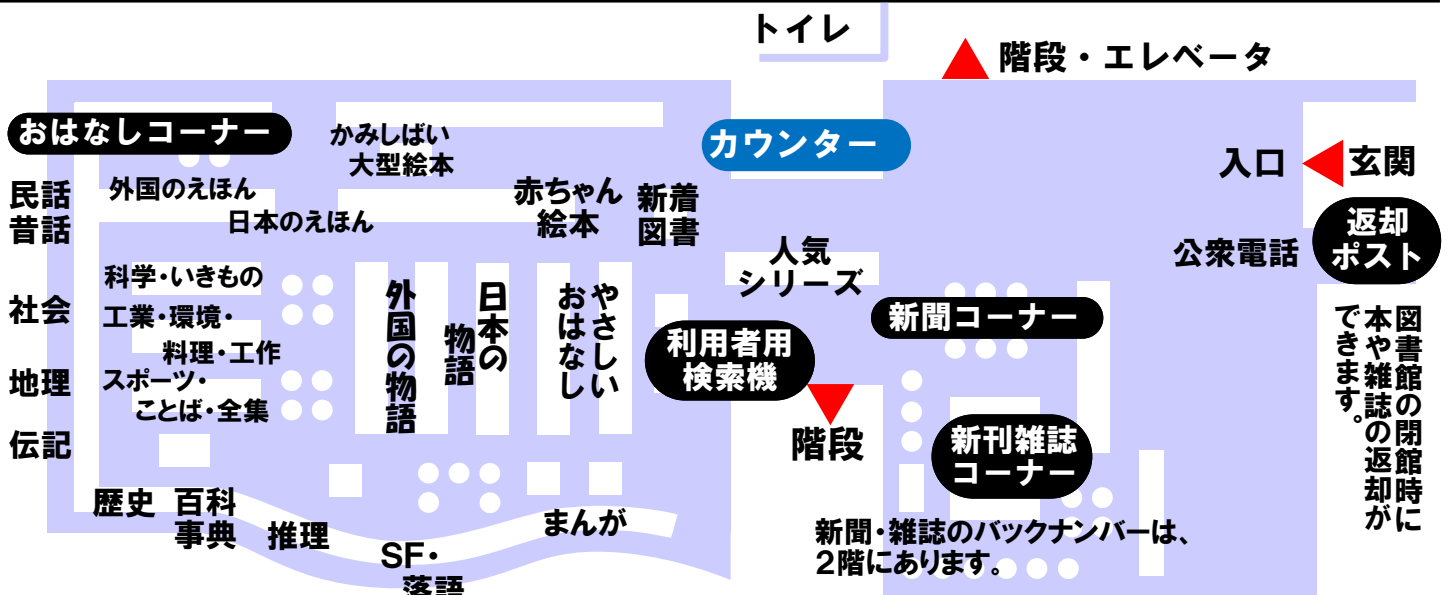 トイレ
階段・エレベータ
おはなしコーナー
かみしばい
大型絵本
カウンター
入口
玄関
民話
昔話
外国のえほん
日本のえほん
赤ちゃん
絵本
新着
図書
返却
ポスト
公衆電話
人気
シリーズ
科学・いきもの
社会
工業・環境・
料理・工作
地理
スポーツ・
ことば・全集
伝記
外国の物語
日本の
物語
やさしい
おはなし
利用者用
検索機
新聞コーナー
図書館の閉館時に
本や雑誌の返却が
できます。
階段
新刊雑誌
コーナー
歴史
百科
事典
推理
SF・
落語
まんが
新聞・雑誌のバックナンバーは、
2階にあります。